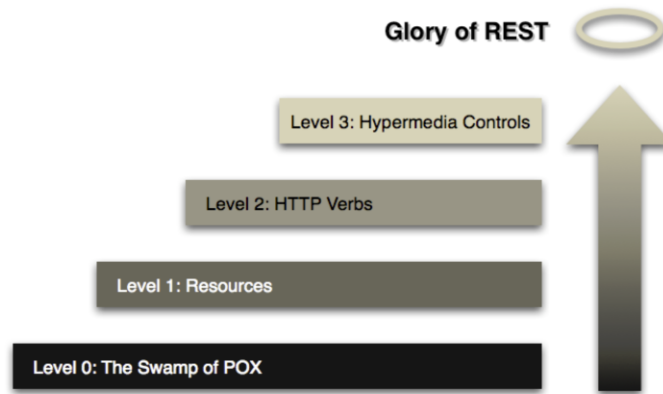 Glory of REST
Level 3: Hypermedia Controls
Level 2: HTTP Verbs
Level 1: Resources
Level 0: The Swamp of POX